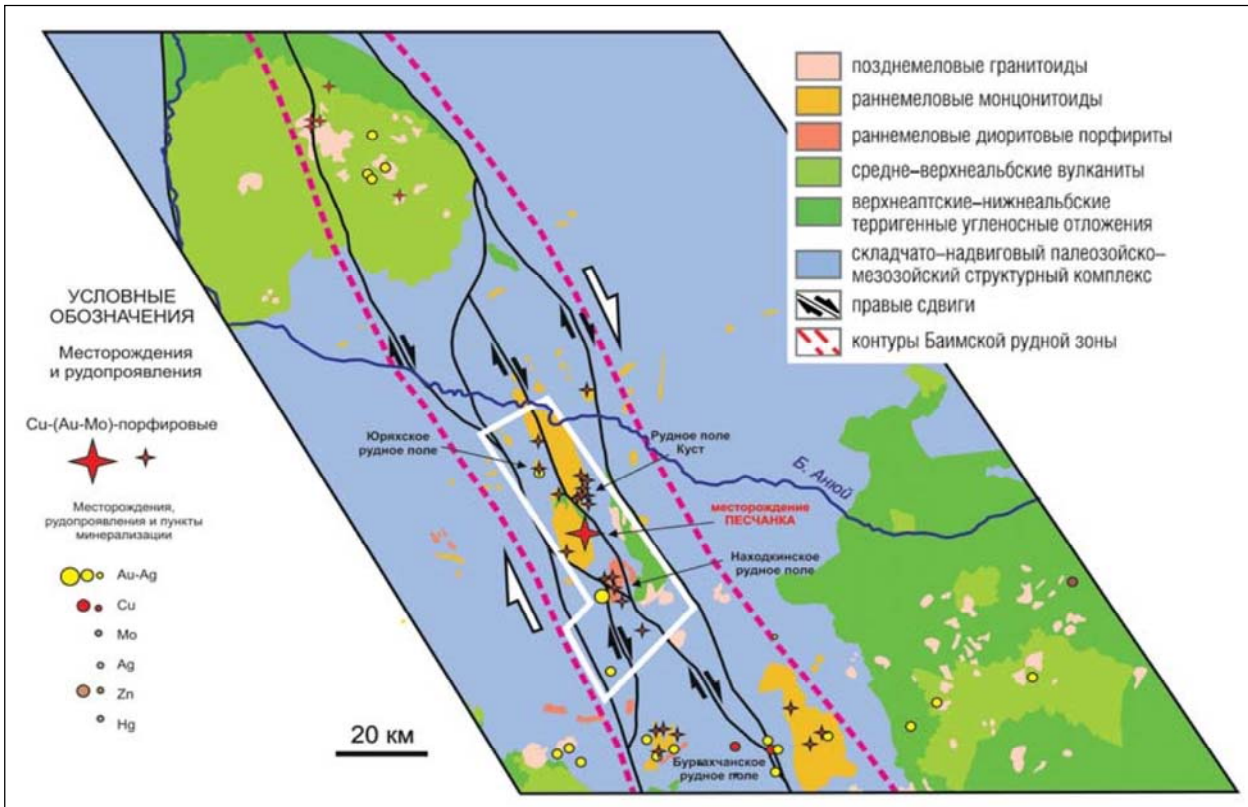 позднемеловые гранитоиды
раннемеловые монцонитоиды
раннемеловые диоритовые порфириты
средне-верхнеальбские вулканиты
верхнеаптские-нижнеальбские
терригенные угленосные отложения
складчато-надвиговый палеозойско-
мезозойский структурный комплекс
правые сдвиги
контуры Баимской рудной зоны
УСЛОВНЫЕ
ОБОЗНАЧЕНИЯ
Месторождения
и рудопроявления
Cu-(Au-Mo)-порфировые
Месторождения,
рудопроявления и пункты
минерализации
Au-Ag
Cu
Mo
Ag
Zn
Hg
20 км
Юряхское
рудное поле
Рудное поле
Куст
Б. Анюй
месторождение
ПЕСЧАНКА
Находкинское
рудное поле
Бургахчанское
рудное поле